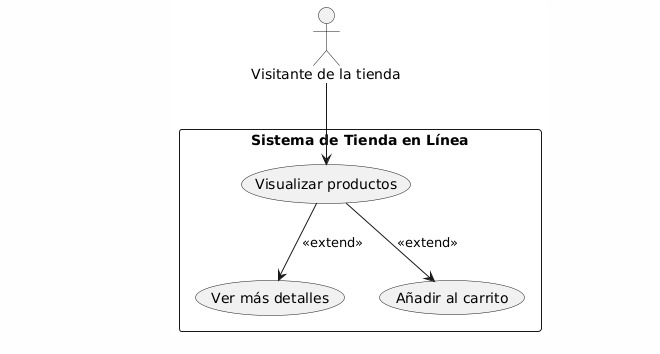 Visitante de la tienda
Sistema de Tienda en Línea
Visualizar productos
«extend»
«extend»
Ver más detalles
Añadir al carrito